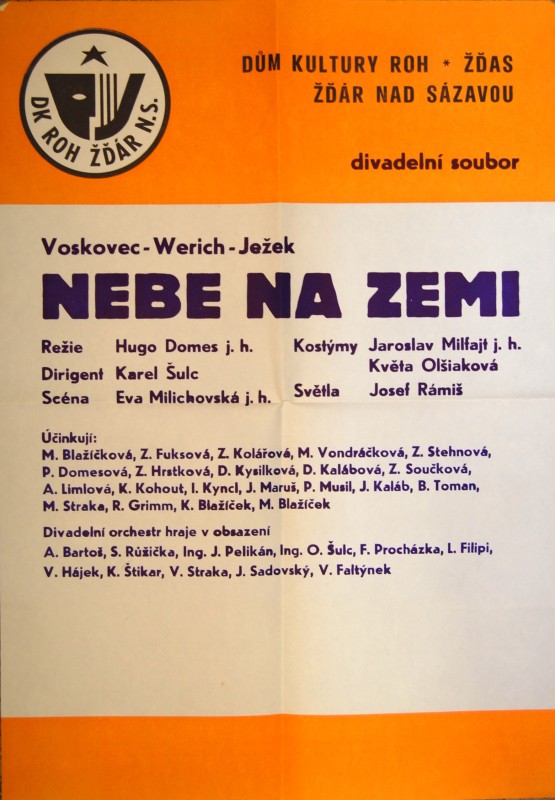 DK ROH ŽĎÁR N.S.
DŮM KULTURY ROH * ŽĎAS
ŽĎÁR NAD SÁZAVOU
divadelní soubor
Voskovec - Werich - Ježek
NEBE NA ZEMI
Režie Hugo Domes j. h.
Dirigent Karel Šulc
Scéna Eva Milichovská j. h.
Kostýmy Jaroslav Milfajt j. h.
Květa Olšiaková
Světla Josef Rámiš
Účinkují:
M. Blažíčková, Z. Fuksová, Z. Kolářová, M. Vondráčková, Z. Stehnová,
P. Domesová, Z. Hrstková, D. Kysilková, D. Kalábová, Z. Součková,
A. Limlová, K. Kohout, I. Kyncl, J. Maruš, P. Musil, J. Kaláb, B. Toman,
M. Straka, R. Grimm, K. Blažíček, M. Blažíček
Divadelní orchestr hraje v obsazení
A. Bartoš, S. Růžička, Ing. J. Pelikán, Ing. O. Šulc, F. Procházka, L. Filipi,
V. Hájek, K. Štikar, V. Straka, J. Sadovský, V. Faltýnek